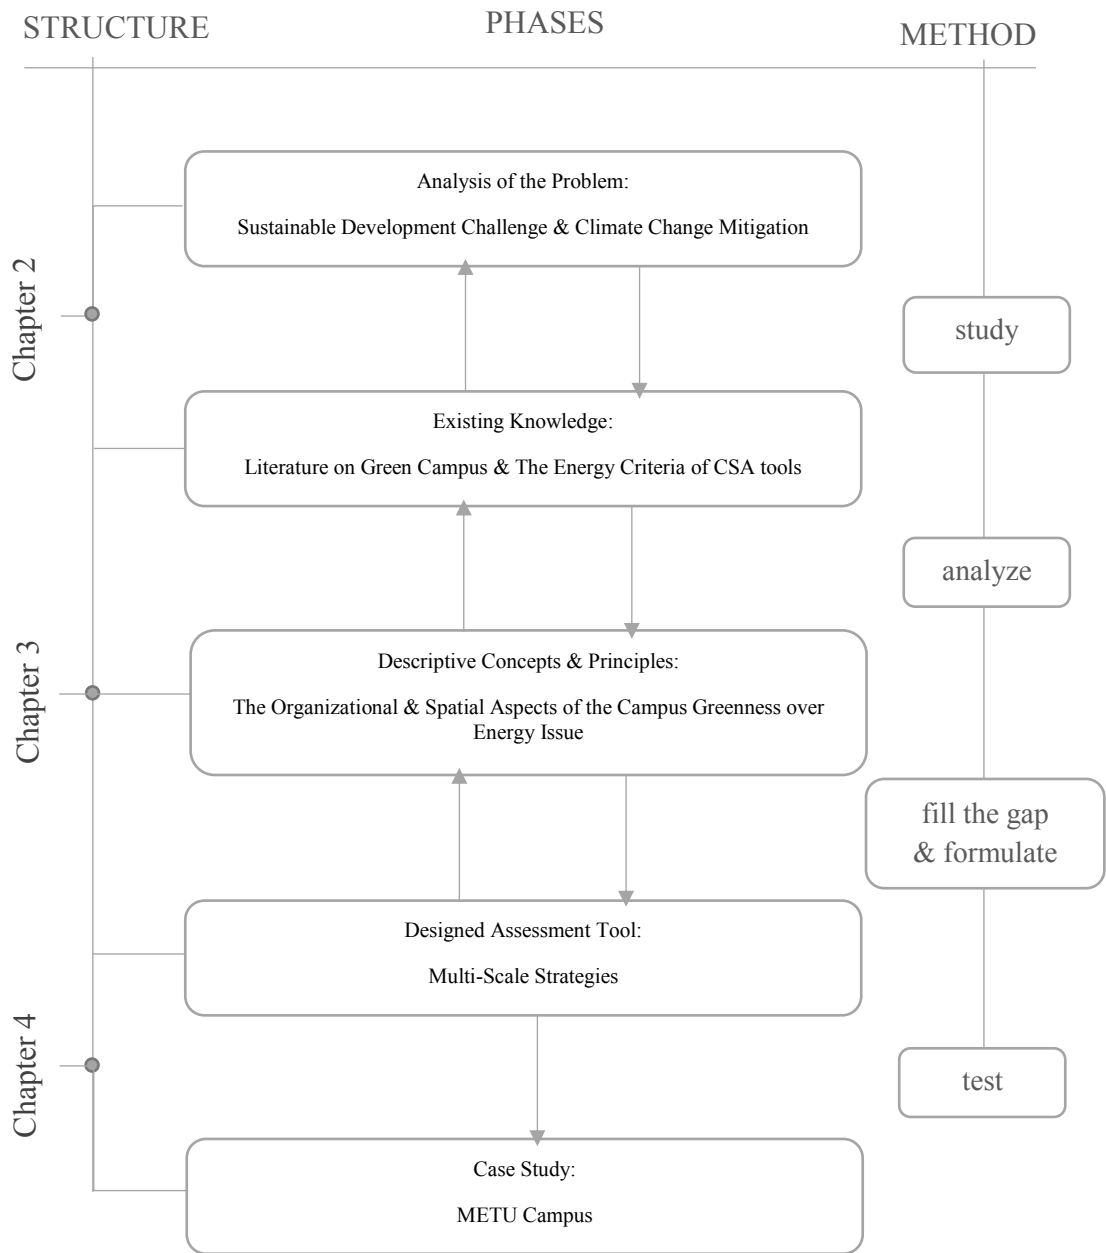 STRUCTURE
PHASES
METHOD
Analysis of the Problem:
Sustainable Development Challenge & Climate Change Mitigation
Chapter 2
study
Existing Knowledge:
Literature on Green Campus & The Energy Criteria of CSA tools
analyze
Chapter 3
Descriptive Concepts & Principles:
The Organizational & Spatial Aspects of the Campus Greenness over
Energy Issue
fill the gap
& formulate
Designed Assessment Tool:
Multi-Scale Strategies
Chapter 4
test
Case Study:
METU Campus